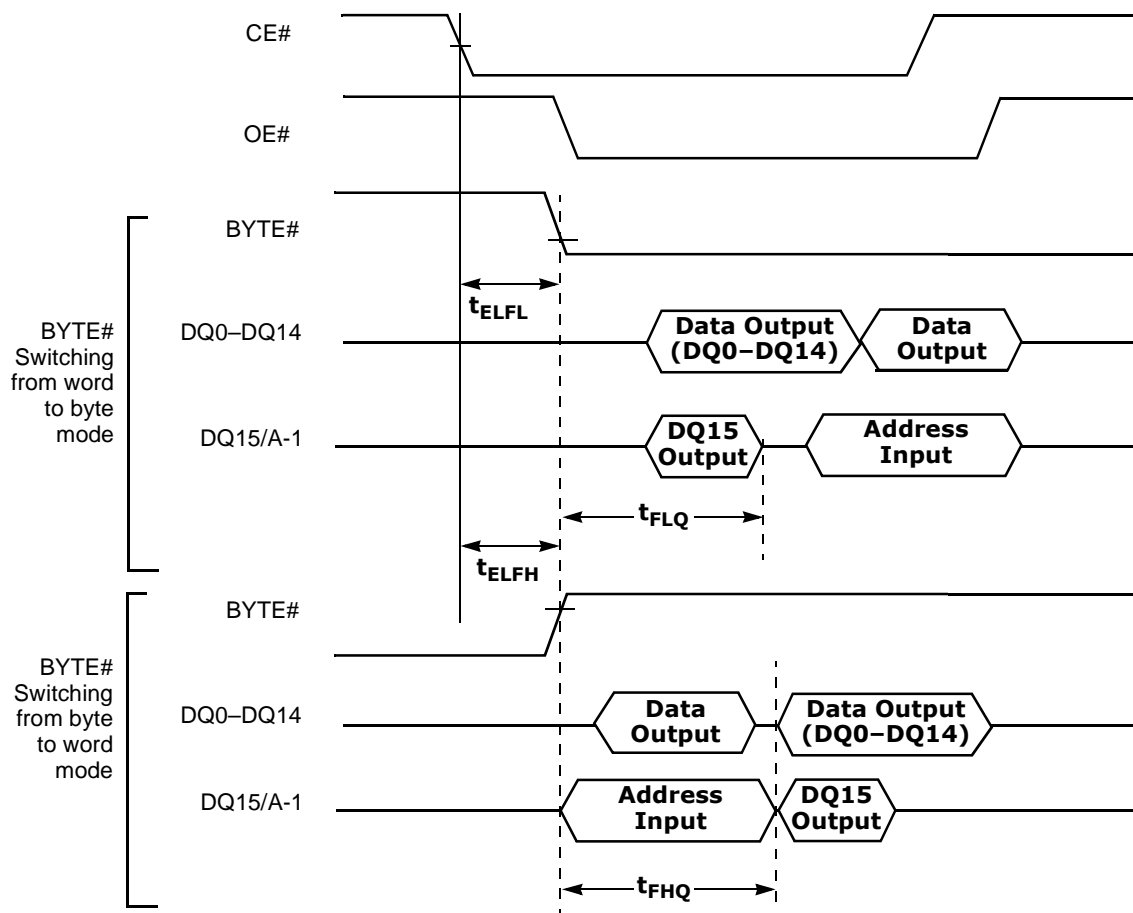 CE#
OE#
BYTE#
tELFL
BYTE#
Switching
from word
to byte
mode
DQ0–DQ14
Data Output
(DQ0–DQ14)
Data
Output
DQ15/A-1
DQ15
Output
Address
Input
tFLQ
tELFH
BYTE#
BYTE#
Switching
from byte
to word
mode
DQ0–DQ14
Data
Output
Data Output
(DQ0–DQ14)
DQ15/A-1
Address
Input
DQ15
Output
tFHQ